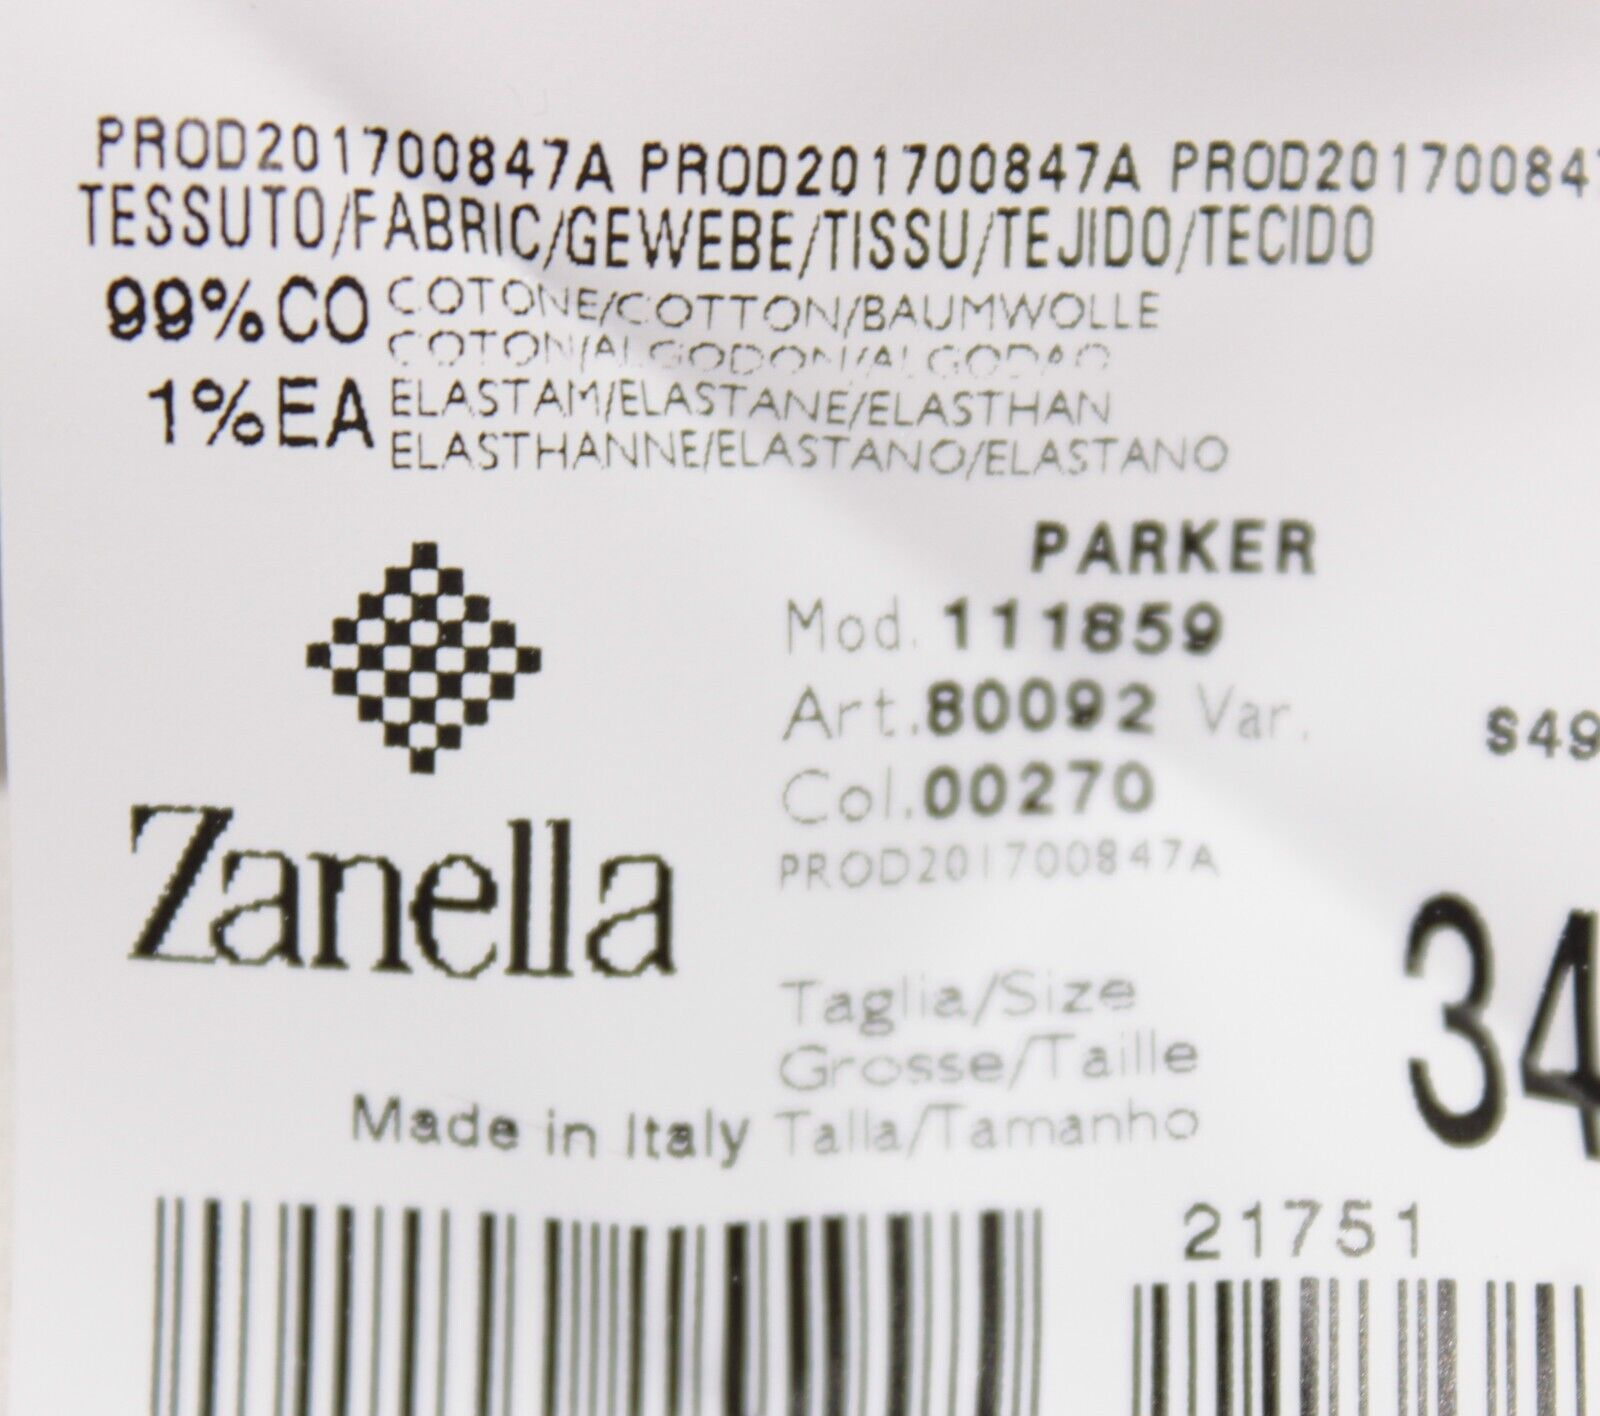 PROD201700847A PROD201700847A PROD20170084
TESSUTO/FABRIC/GEWEBE/TISSU/TEJIDO/TECIDO
99%CO COTONE/COTTON/BAUMWOLLE
COTON/ALGODON/ALGODAO
1%EA ELASTAM/ELASTANE/ELASTHAN
ELASTHANNE/ELASTANO/ELASTANO
PARKER
Mod. 111859
Art. 80092 Var. S49
Col. 00270
PROD201700847A
Zanella
34
Taglia/Size
Grosse/Taille
Made in Italy Talla/Tamanho
21751